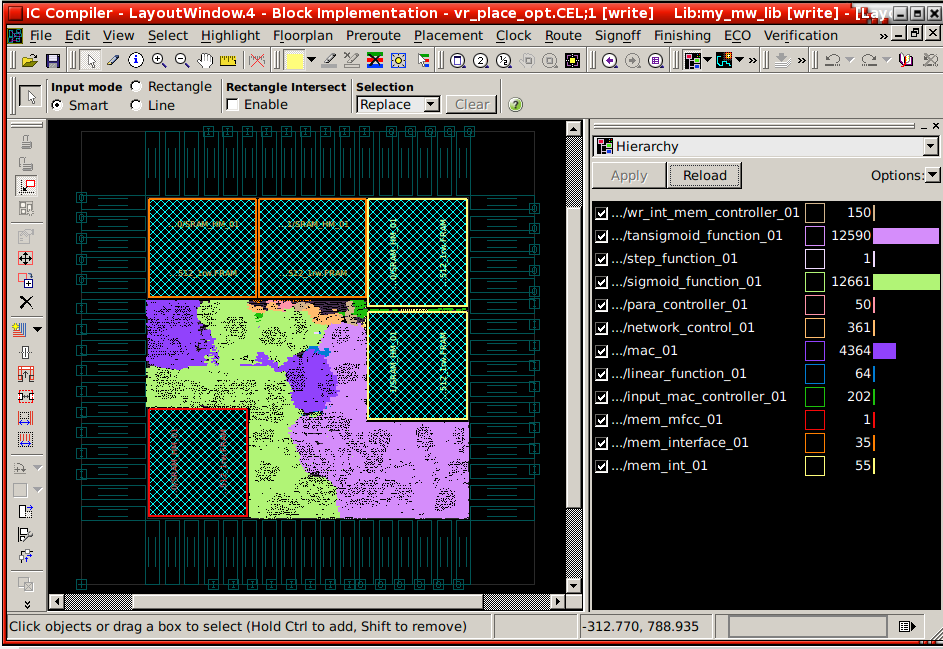 IC Compiler - LayoutWindow.4 - Block Implementation - vr_place_opt.CEL;1 [write]    Lib:my_mw_lib [write] - [Lay
File Edit View Select Highlight Floorplan Preroute Placement Clock Route Signoff Finishing ECO Verification »
Input mode Rectangle Rectangle Intersect Selection
Smart Line Enable Replace Clear
Hierarchy
Apply Reload Options:
.../wr_int_mem_controller_01 150
.../tansigmoid_function_01 12590
.../step_function_01 1
.../sigmoid_function_01 12661
.../para_controller_01 50
.../network_control_01 361
.../mac_01 4364
.../linear_function_01 64
.../input_mac_controller_01 202
.../mem_mfcc_01 1
.../mem_interface_01 35
.../mem_int_01 55
Click objects or drag a box to select (Hold Ctrl to add, Shift to remove) -312.770, 788.935